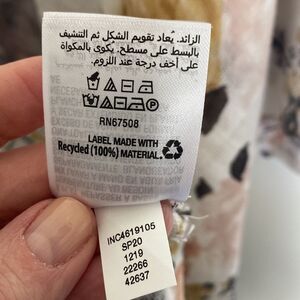 الزائد. يُعاد تقويم الشكل ثم التنشيف
بالبسط على مسطح. يُكوى بالمكواة
على أخف درجة عند اللزوم.
RN67508
LABEL MADE WITH
Recycled (100%) MATERIAL.
INC4619105
SP20
1219
22266
42637